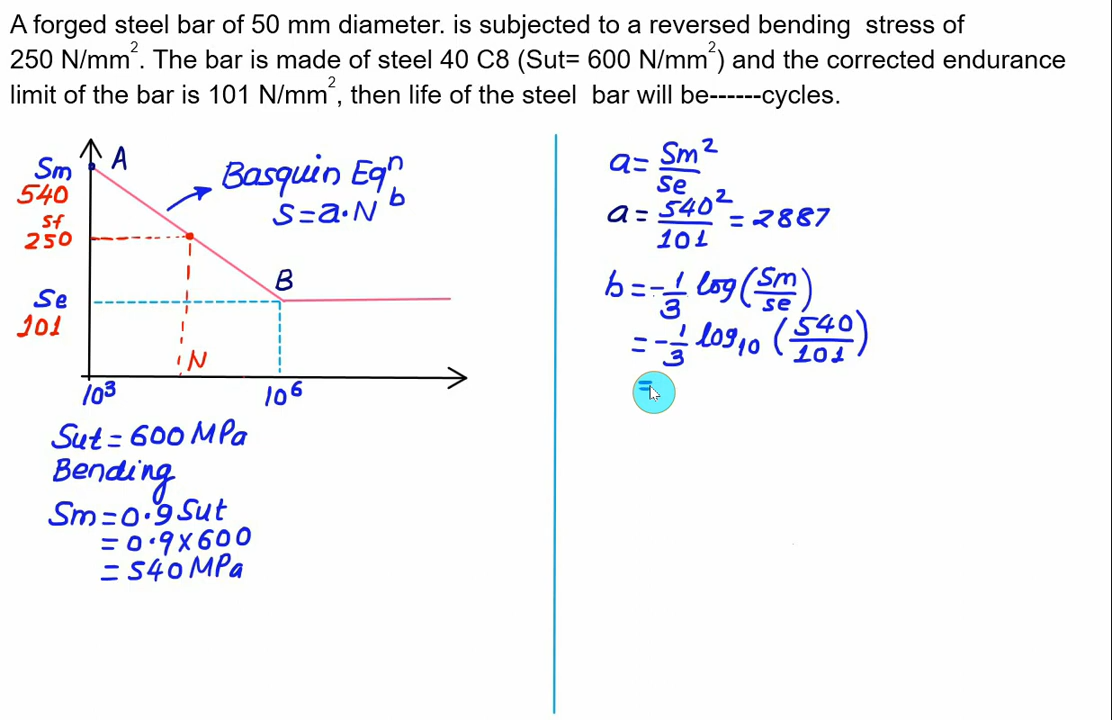 A forged steel bar of 50 mm diameter. is subjected to a reversed bending stress of
250 N/mm². The bar is made of steel 40 C8 (Sut= 600 N/mm²) and the corrected endurance
limit of the bar is 101 N/mm², then life of the steel bar will be------cycles.
Sm A
540
Sf
250
Se
101
Basquin Eqⁿ
S=a·N^b
B
N
10³
10⁶
Sut = 600 MPa
Bending
Sm=0.9 Sut
= 0.9×600
= 540 MPa
a= Sm²/Se
a = 540²/101 = 2887
b = -1/3 log (Sm/Se)
= -1/3 log₁₀ (540/101)
=